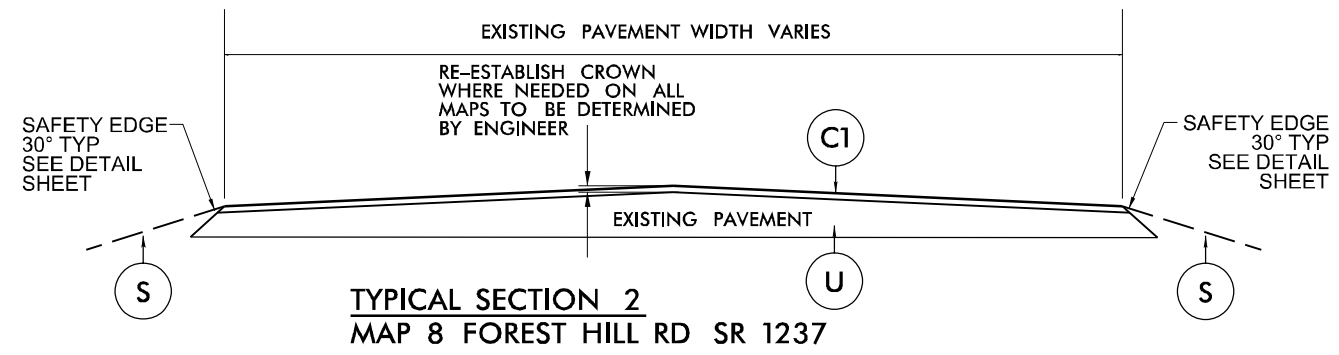 EXISTING PAVEMENT WIDTH VARIES
RE-ESTABLISH CROWN
WHERE NEEDED ON ALL
MAPS TO BE DETERMINED
BY ENGINEER
SAFETY EDGE
30° TYP
SEE DETAIL
SHEET
C1
SAFETY EDGE
30° TYP
SEE DETAIL
SHEET
EXISTING PAVEMENT
S
U
S
TYPICAL SECTION 2
MAP 8 FOREST HILL RD SR 1237